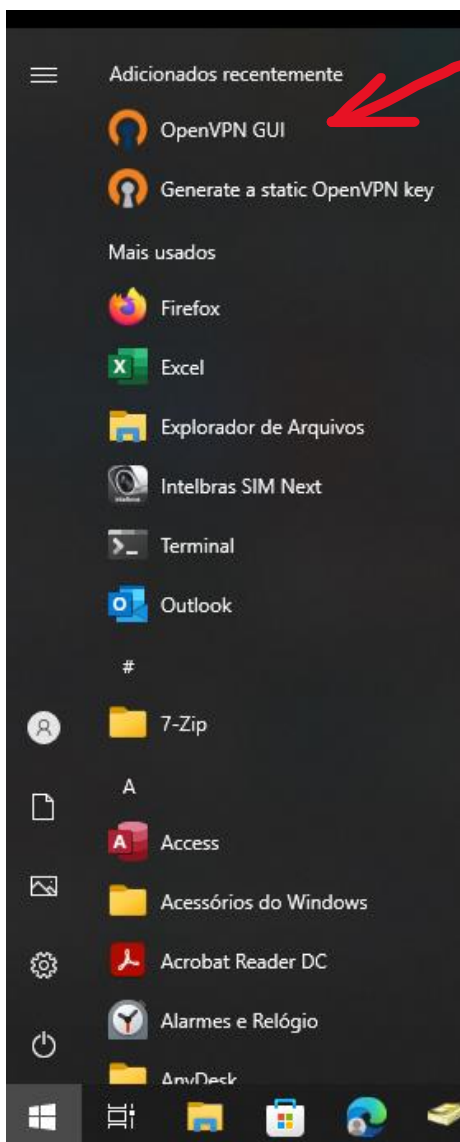 Adicionados recentemente
OpenVPN GUI
Generate a static OpenVPN key
Mais usados
Firefox
Excel
Explorador de Arquivos
Intelbras SIM Next
Terminal
Outlook
#
7-Zip
A
Access
Acessórios do Windows
Acrobat Reader DC
Alarmes e Relógio
AnyDesk